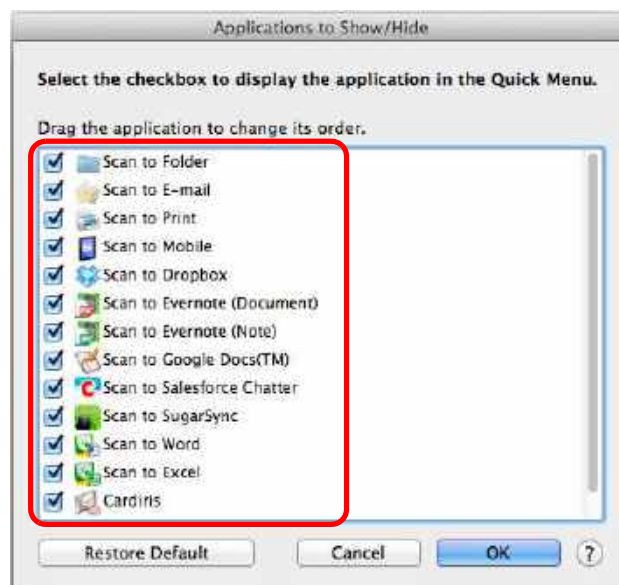 Applications to Show/Hide
Select the checkbox to display the application in the Quick Menu.
Drag the application to change its order.
Scan to Folder
Scan to E-mail
Scan to Print
Scan to Mobile
Scan to Dropbox
Scan to Evernote (Document)
Scan to Evernote (Note)
Scan to Google Docs(TM)
Scan to Salesforce Chatter
Scan to SugarSync
Scan to Word
Scan to Excel
Cardiris
Restore Default Cancel OK ?